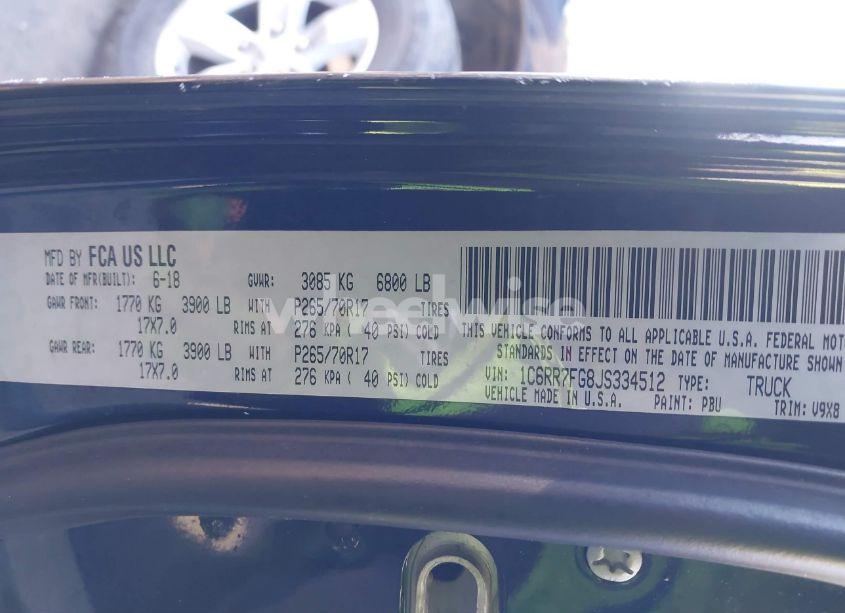 MFD BY FCA US LLC
DATE OF MFR(BUILT): 6-18 GVWR: 3085 KG 6800 LB
GAWR FRONT: 1770 KG 3900 LB WITH P265/70R17 TIRES
17X7.0 RIMS AT 276 KPA ( 40 PSI) COLD
GAWR REAR: 1770 KG 3900 LB WITH P265/70R17 TIRES
17X7.0 RIMS AT 276 KPA ( 40 PSI) COLD
THIS VEHICLE CONFORMS TO ALL APPLICABLE U.S.A. FEDERAL MOT
STANDARDS IN EFFECT ON THE DATE OF MANUFACTURE SHOWN
VIN: 1C6RR7FG8JS334512 TYPE: TRUCK
VEHICLE MADE IN U.S.A. PAINT: PBU TRIM: V9X8
wheelwise